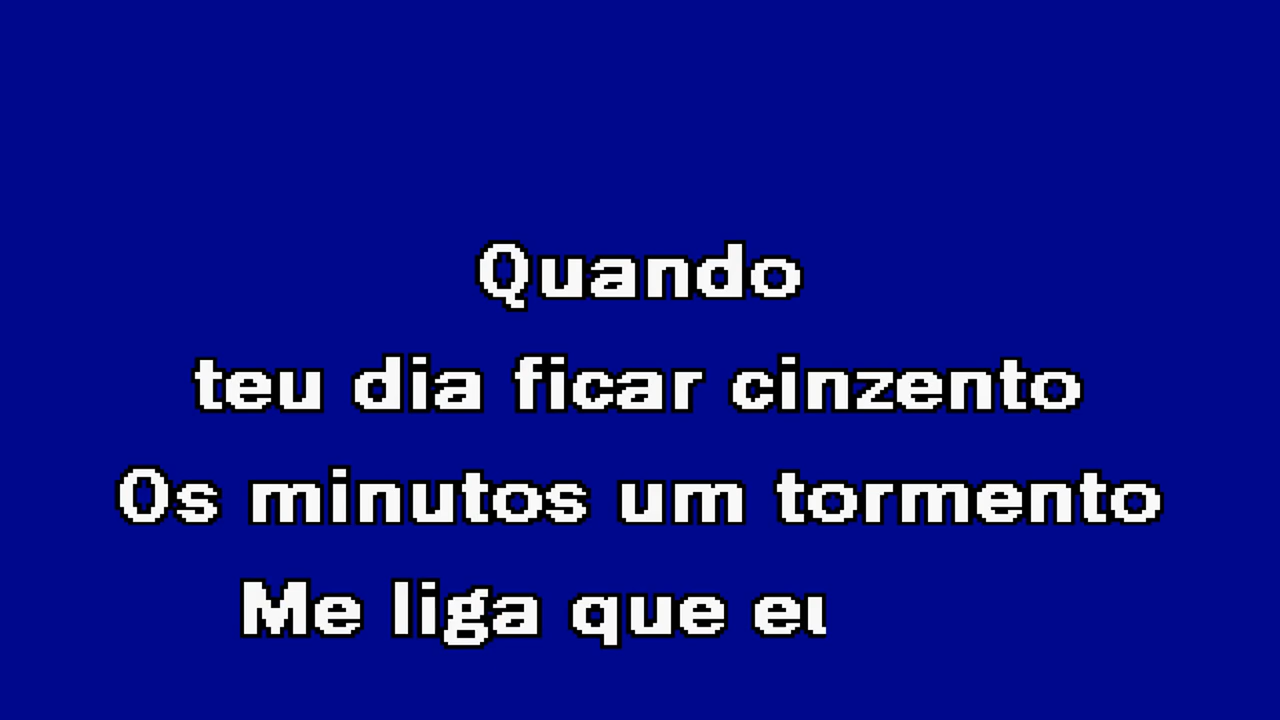 Quando
teu dia ficar cinzento
Os minutos um tormento
Me liga que